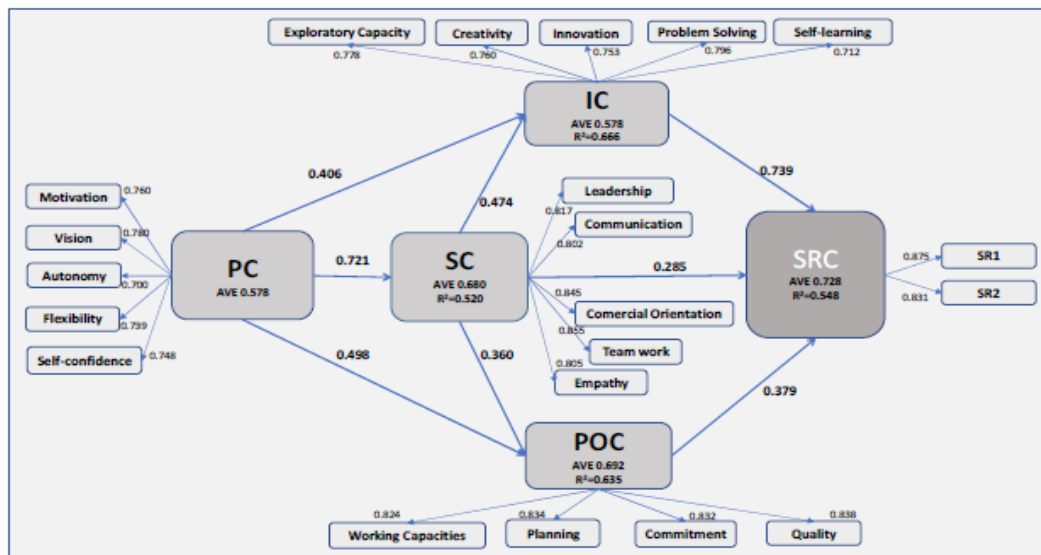 Exploratory Capacity
Creativity
Innovation
Problem Solving
Self-learning
0.778
0.760
0.753
0.796
0.712
IC
AVE 0.578
R²=0.666
0.406
0.474
0.739
Motivation
0.760
Vision
0.780
Autonomy
0.700
Flexibility
0.739
Self-confidence
0.748
PC
AVE 0.578
0.721
SC
AVE 0.680
R²=0.520
Leadership
0.817
Communication
0.802
0.285
0.845
Comercial Orientation
0.855
Team work
0.805
Empathy
SRC
AVE 0.728
R²=0.548
0.875
SR1
0.831
SR2
0.498
0.360
0.379
POC
AVE 0.692
R²=0.635
0.824
0.834
0.832
0.838
Working Capacities
Planning
Commitment
Quality